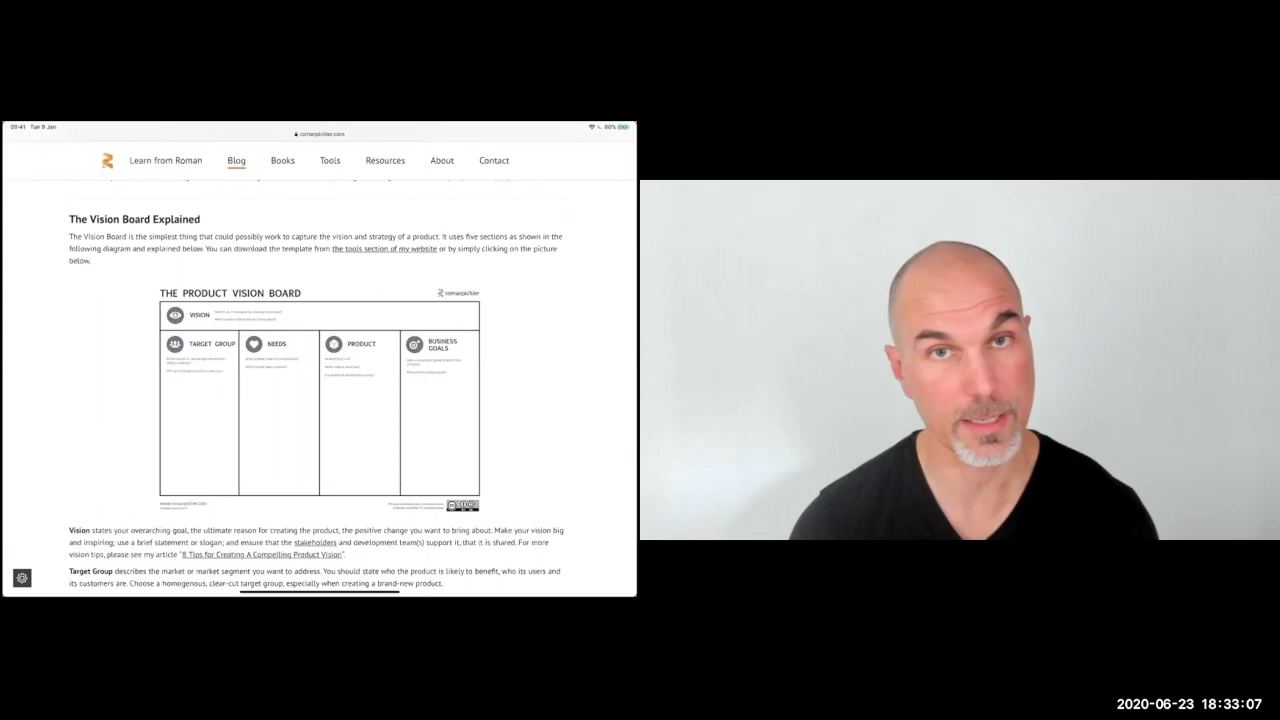 09:41 Tue 9 Jan
romanpichler.com
80%
Learn from Roman Blog Books Tools Resources About Contact
The Vision Board Explained
The Vision Board is the simplest thing that could possibly work to capture the vision and strategy of a product. It uses five sections as shown in the
following diagram and explained below. You can download the template from the tools section of my website or by simply clicking on the picture
below.
THE PRODUCT VISION BOARD
romanpichler
VISION
TARGET GROUP
NEEDS
PRODUCT
BUSINESS
GOALS
www.romanpichler.com
Vision states your overarching goal, the ultimate reason for creating the product, the positive change you want to bring about. Make your vision big
and inspiring; use a brief statement or slogan; and ensure that the stakeholders and development team(s) support it, that it is shared. For more
vision tips, please see my article "8 Tips for Creating A Compelling Product Vision".
Target Group describes the market or market segment you want to address. You should state who the product is likely to benefit, who its users and
its customers are. Choose a homogenous, clear-cut target group, especially when creating a brand-new product.
2020-06-23 18:33:07